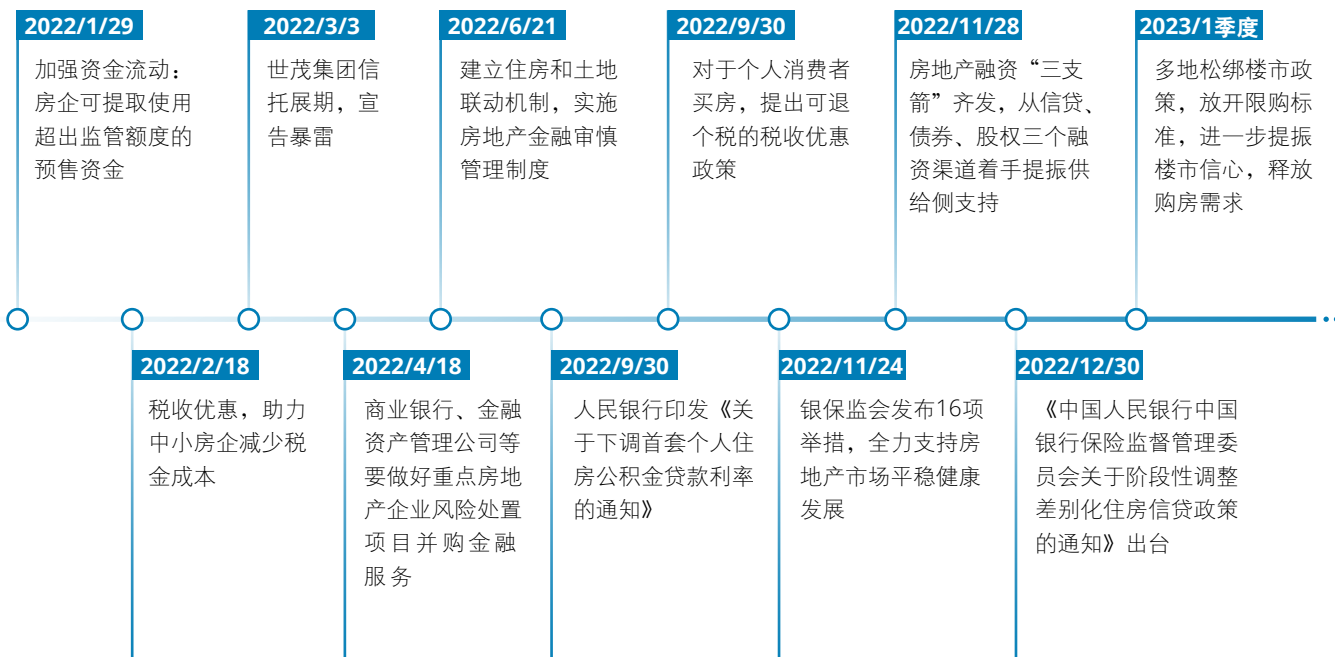 2022/1/29
加强资金流动：
房企可提取使用
超出监管额度的
预售资金
2022/3/3
世茂集团信
托展期，宣
告暴雷
2022/6/21
建立住房和土地
联动机制，实施
房地产金融审慎
管理制度
2022/9/30
对于个人消费者
买房，提出可退
个税的税收优惠
政策
2022/11/28
房地产融资“三支
箭”齐发，从信贷、
债券、股权三个融
资渠道着手提振供
给侧支持
2023/1季度
多地松绑楼市政
策，放开限购标
准，进一步提振
楼市信心，释放
购房需求
2022/2/18
税收优惠，助力
中小房企减少税
金成本
2022/4/18
商业银行、金融
资产管理公司等
要做好重点房地
产企业风险处置
项目并购金融
服务
2022/9/30
人民银行印发《关
于下调首套个人住
房公积金贷款利率
的通知》
2022/11/24
银保监会发布16项
举措，全力支持房
地产市场平稳健康
发展
2022/12/30
《中国人民银行中国
银行保险监督管理委
员会关于阶段性调整
差别化住房信贷政策
的通知》出台